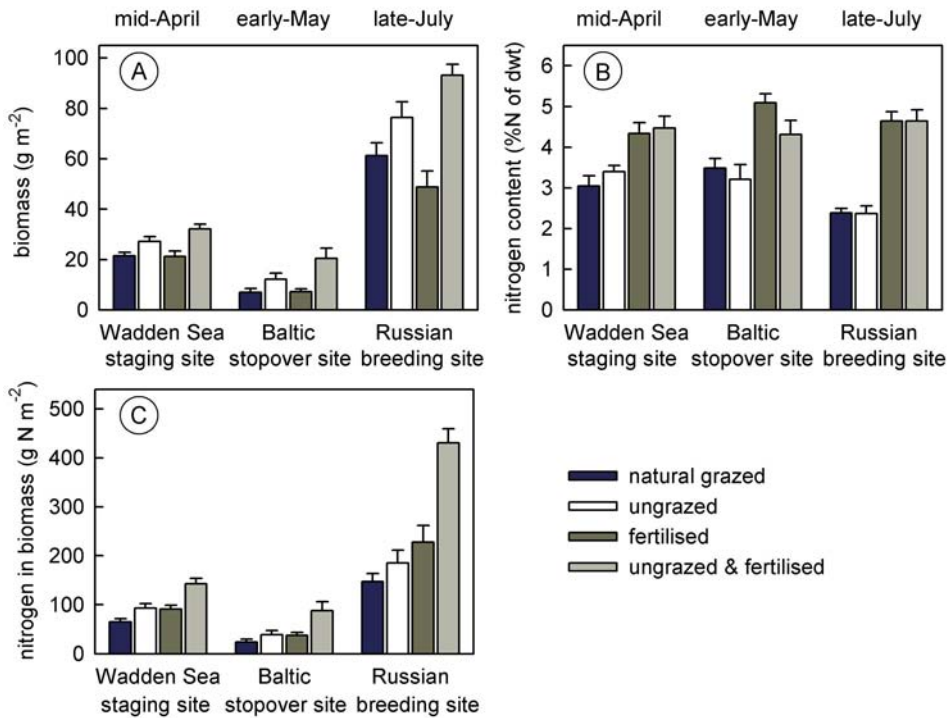 mid-April early-May late-July
A
biomass (g m-2)
100
80
60
40
20
0
Wadden Sea Baltic Russian
staging site stopover site breeding site
mid-April early-May late-July
B
nitrogen content (%N of dwt)
6
5
4
3
2
1
0
Wadden Sea Baltic Russian
staging site stopover site breeding site
C
nitrogen in biomass (g N m-2)
500
400
300
200
100
0
Wadden Sea Baltic Russian
staging site stopover site breeding site
natural grazed
ungrazed
fertilised
ungrazed & fertilised